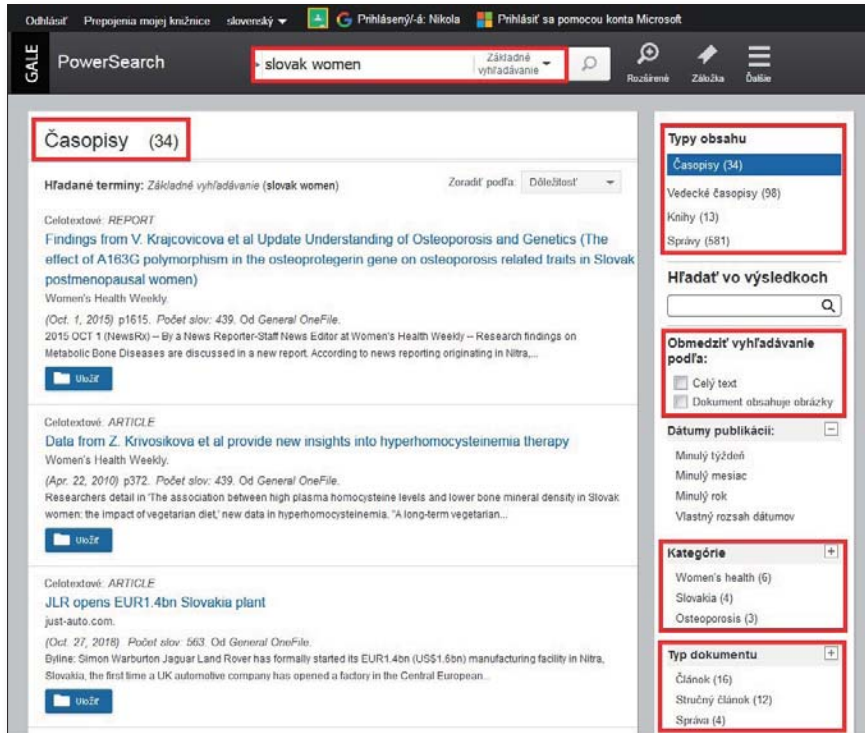 Odhlásiť Prepojenia mojej knižnice slovenský Prihlásený/-á: Nikola Prihlásiť sa pomocou konta Microsoft
GALE
PowerSearch
slovak women
Základné
vyhľadávanie
Rozšírené Záložka Ďalšie
Časopisy (34)
Hľadané termíny: Základné vyhľadávanie (slovak women)
Zoradiť podľa: Dôležitosť
Celotextové: REPORT
Findings from V. Krajcovicova et al Update Understanding of Osteoporosis and Genetics (The
effect of A163G polymorphism in the osteoprotegerin gene on osteoporosis related traits in Slovak
postmenopausal women)
Women's Health Weekly.
(Oct. 1, 2015) p1615. Počet slov: 439. Od General OneFile.
2015 OCT 1 (NewsRx) -- By a News Reporter-Staff News Editor at Women's Health Weekly -- Research findings on
Metabolic Bone Diseases are discussed in a new report. According to news reporting originating in Nitra,...
Uložiť
Celotextové: ARTICLE
Data from Z. Krivosikova et al provide new insights into hyperhomocysteinemia therapy
Women's Health Weekly.
(Apr. 22, 2010) p372. Počet slov: 439. Od General OneFile.
Researchers detail in 'The association between high plasma homocysteine levels and lower bone mineral density in Slovak
women: the impact of vegetarian diet,' new data in hyperhomocysteinemia. "A long-term vegetarian...
Uložiť
Celotextové: ARTICLE
JLR opens EUR1.4bn Slovakia plant
just-auto.com.
(Oct. 27, 2018) Počet slov: 563. Od General OneFile.
Byline: Simon Warburton Jaguar Land Rover has formally started its EUR1.4bn (US$1.6bn) manufacturing facility in Nitra,
Slovakia, the first time a UK automotive company has opened a factory in the Central European...
Uložiť
Typy obsahu
Časopisy (34)
Vedecké časopisy (98)
Knihy (13)
Správy (581)
Hľadať vo výsledkoch
Obmedziť vyhľadávanie
podľa:
Celý text
Dokument obsahuje obrázky
Dátumy publikácií:
Minulý týždeň
Minulý mesiac
Minulý rok
Vlastný rozsah dátumov
Kategórie
Women's health (6)
Slovakia (4)
Osteoporosis (3)
Typ dokumentu
Článok (16)
Stručný článok (12)
Správa (4)